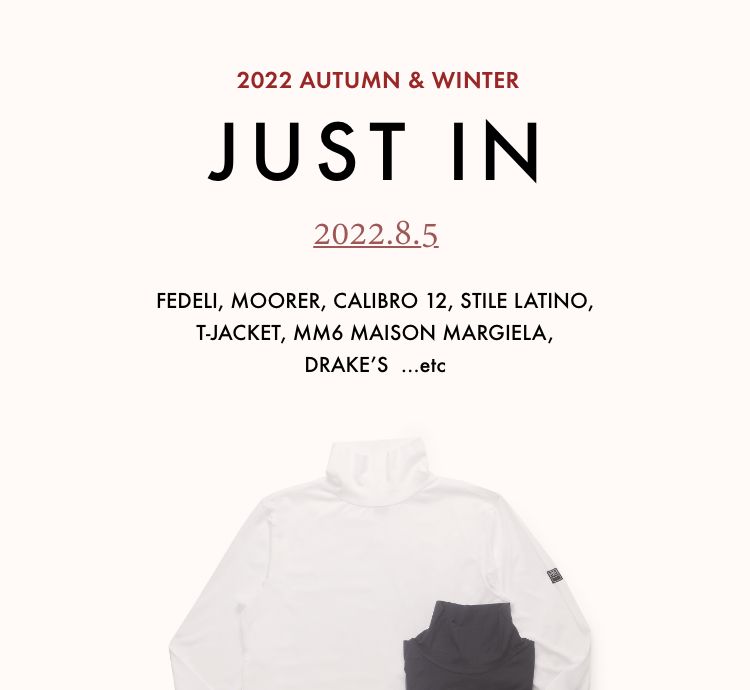 2022 AUTUMN & WINTER
JUST IN
2022.8.5
FEDELI, MOORER, CALIBRO 12, STILE LATINO,
T-JACKET, MM6 MAISON MARGIELA,
DRAKE’S ...etc